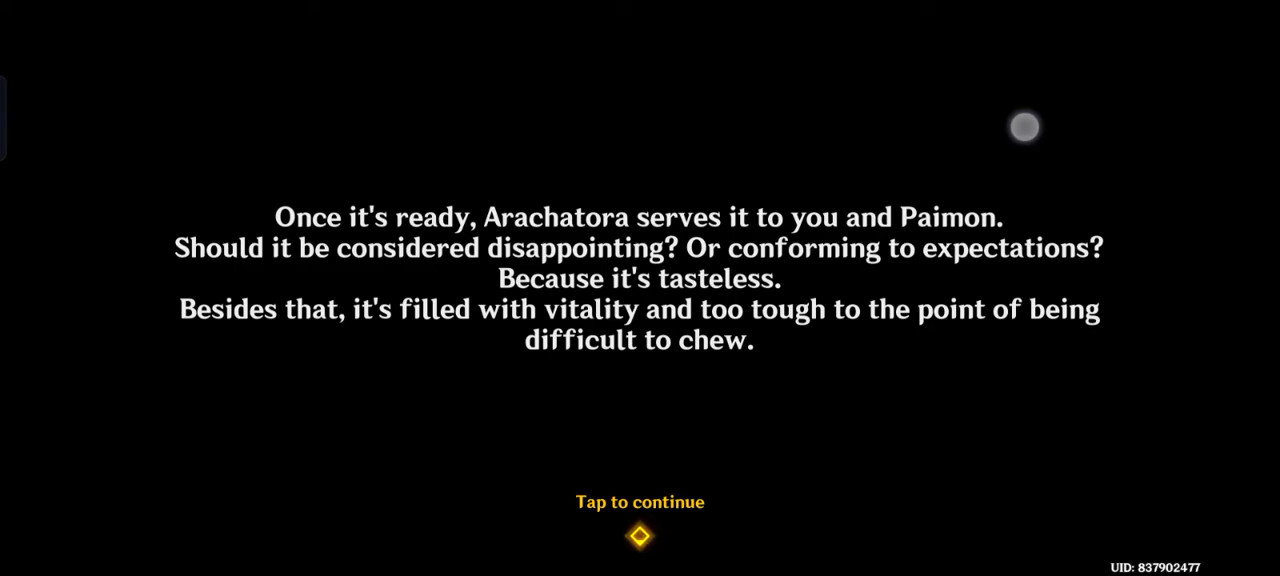 Once it's ready, Arachatora serves it to you and Paimon.
Should it be considered disappointing? Or conforming to expectations?
Because it's tasteless.
Besides that, it's filled with vitality and too tough to the point of being
difficult to chew.
Tap to continue
UID: 837902477